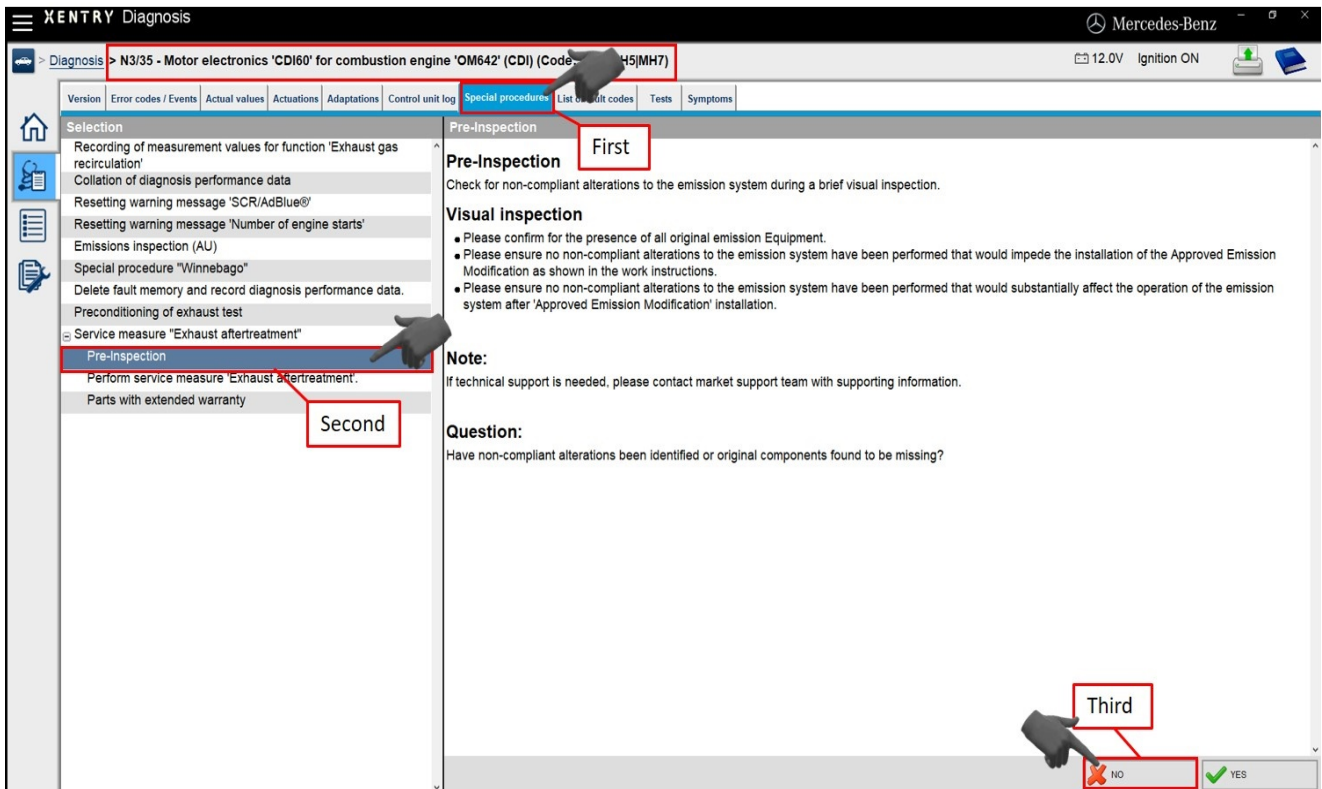 XENTRY Diagnosis
Mercedes-Benz
> Diagnosis > N3/35 - Motor electronics 'CDI60' for combustion engine 'OM642' (CDI) (Code: H5|MH7)
12.0V Ignition ON
Version Error codes / Events Actual values Actuations Adaptations Control unit log Special procedures List of fault codes Tests Symptoms
First
Selection
Recording of measurement values for function 'Exhaust gas
recirculation'
Collation of diagnosis performance data
Resetting warning message 'SCR/AdBlue®'
Resetting warning message 'Number of engine starts'
Emissions inspection (AU)
Special procedure "Winnebago"
Delete fault memory and record diagnosis performance data.
Preconditioning of exhaust test
Service measure "Exhaust aftertreatment"
Pre-Inspection
Perform service measure 'Exhaust aftertreatment'.
Parts with extended warranty
Second
Pre-Inspection
Pre-Inspection
Check for non-compliant alterations to the emission system during a brief visual inspection.
Visual inspection
• Please confirm for the presence of all original emission Equipment.
• Please ensure no non-compliant alterations to the emission system have been performed that would impede the installation of the Approved Emission
Modification as shown in the work instructions.
• Please ensure no non-compliant alterations to the emission system have been performed that would substantially affect the operation of the emission
system after 'Approved Emission Modification' installation.
Note:
If technical support is needed, please contact market support team with supporting information.
Question:
Have non-compliant alterations been identified or original components found to be missing?
Third
NO
YES